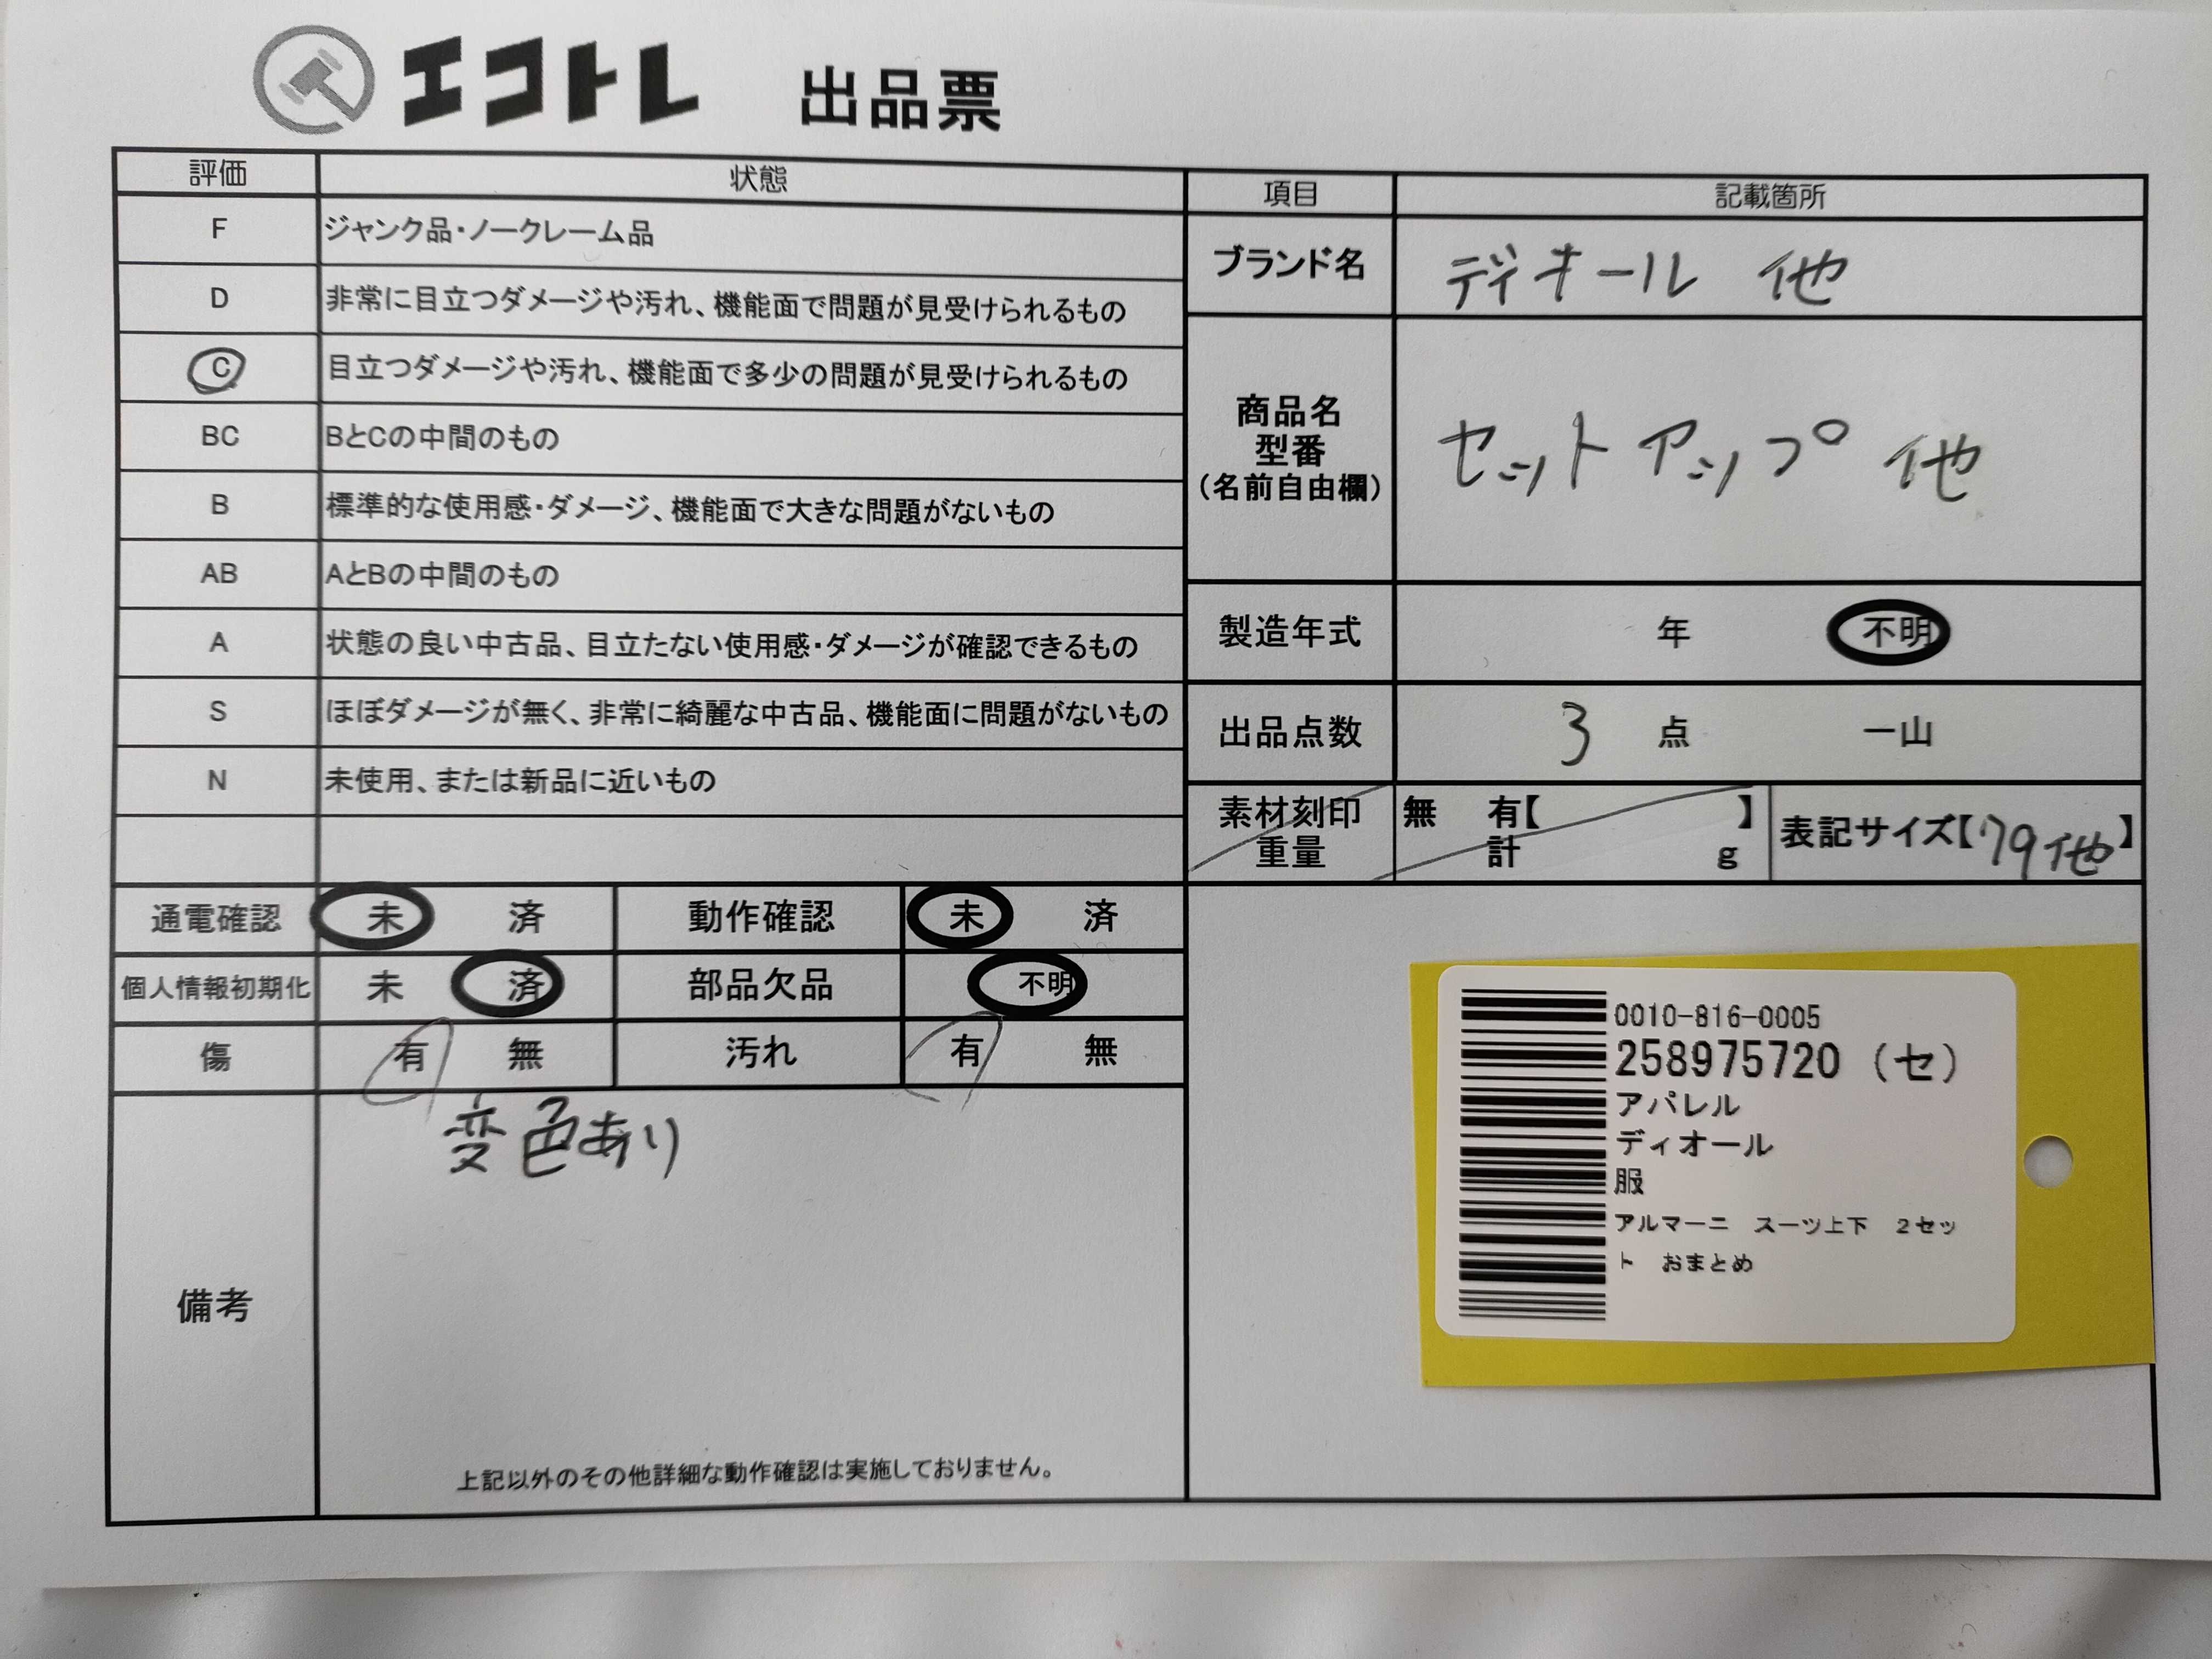 エコトレ 出品票
評価 状態 項目 記載箇所
F ジャンク品・ノークレーム品
D 非常に目立つダメージや汚れ、機能面で問題が見受けられるもの
C 目立つダメージや汚れ、機能面で多少の問題が見受けられるもの
BC BとCの中間のもの
B 標準的な使用感・ダメージ、機能面で大きな問題がないもの
AB AとBの中間のもの
A 状態の良い中古品、目立たない使用感・ダメージが確認できるもの
S ほぼダメージが無く、非常に綺麗な中古品、機能面に問題がないもの
N 未使用、または新品に近いもの
ブランド名 ディオール 他
商品名
型番
(名前自由欄)
セットアップ 他
製造年式 年 不明
出品点数 3 点 一山
素材刻印 無 有【 】
重量 計 g
表記サイズ【79他】
通電確認 未 済 動作確認 未 済
個人情報初期化 未 済 部品欠品 不明
傷 有 無 汚れ 有 無
備考
変色あり
上記以外のその他詳細な動作確認は実施しておりません。
0010-816-0005
258975720 (セ)
アパレル
ディオール
服
アルマーニ スーツ上下 2セッ
ト おまとめ